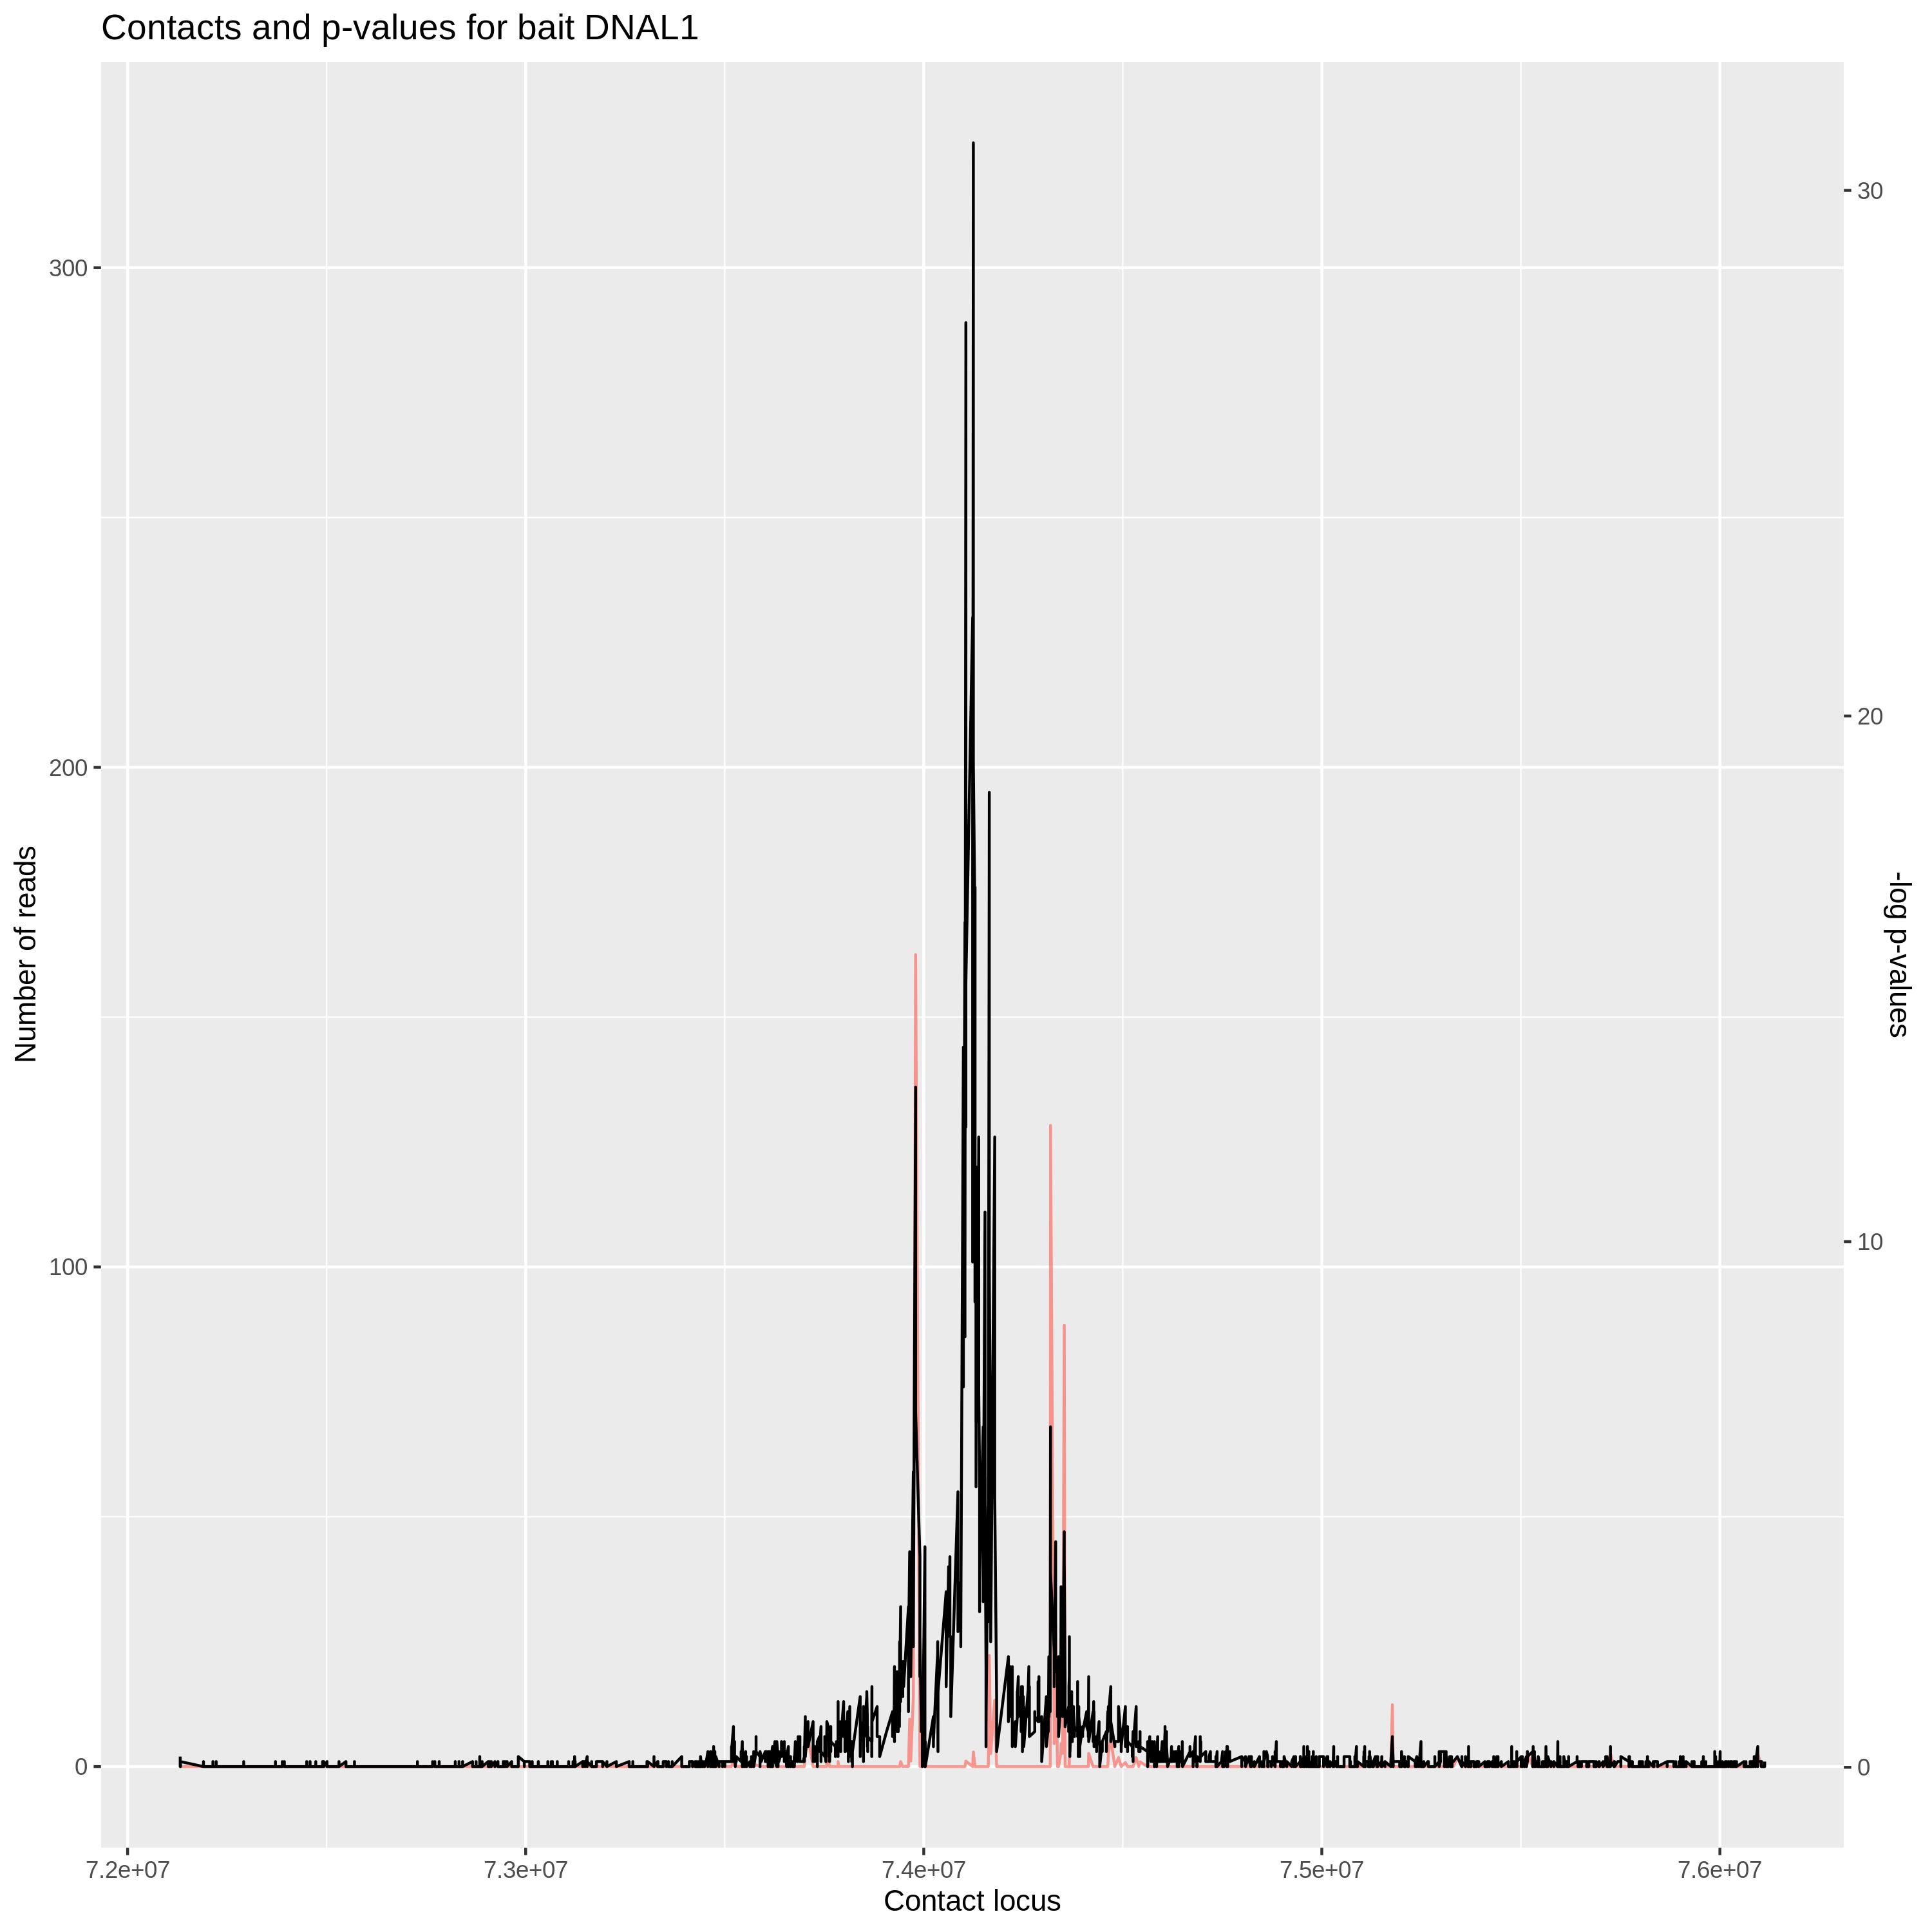 Contacts and p-values for bait DNAL1
300
200
100
0
Number of reads
30
20
10
0
-log p-values
7.2e+07
7.3e+07
7.4e+07
7.5e+07
7.6e+07
Contact locus